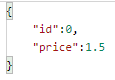 {
"id":0,
"price":1.5
}